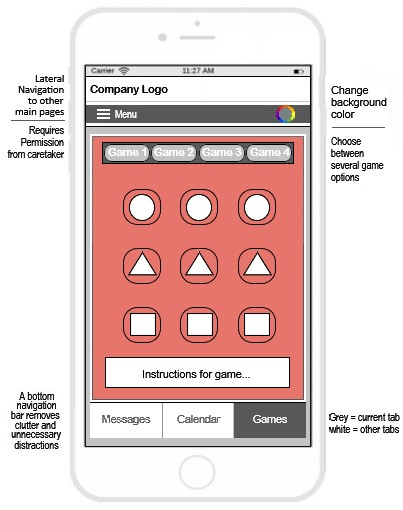 Carrier
11:27 AM
Company Logo
Menu
Game 1
Game 2
Game 3
Game 4
Instructions for game...
Messages
Calendar
Games
Lateral
Navigation
to other
main pages
Requires
Permission
from caretaker
A bottom
navigation
bar removes
clutter and
unnecessary
distractions
Change
background
color
Choose
between
several game
options
Grey = current tab
white = other tabs